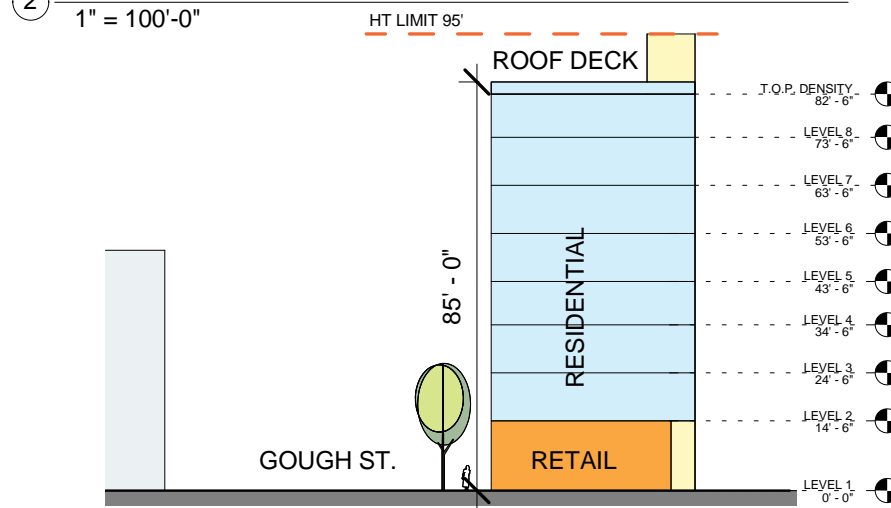 2
1" = 100'-0"
HT LIMIT 95'
ROOF DECK
T.O.P. DENSITY
82' - 6"
LEVEL 8
73' - 6"
LEVEL 7
63' - 6"
LEVEL 6
53' - 6"
85' - 0"
RESIDENTIAL
LEVEL 5
43' - 6"
LEVEL 4
34' - 6"
LEVEL 3
24' - 6"
LEVEL 2
14' - 6"
GOUGH ST.
RETAIL
LEVEL 1
0' - 0"